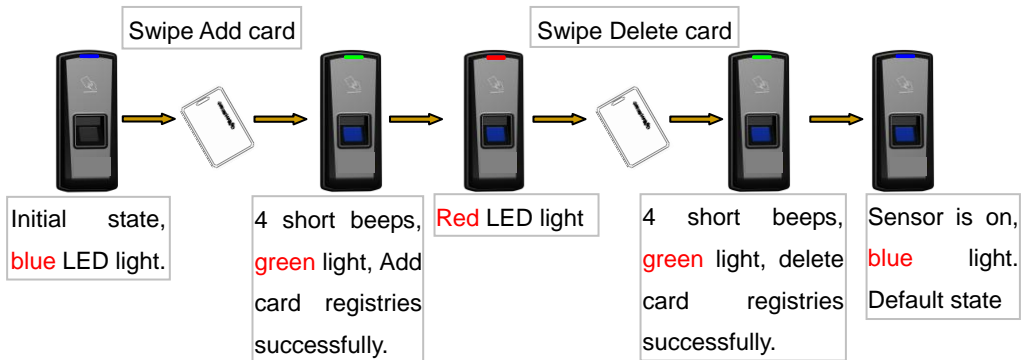 Swipe Add card
Swipe Delete card
Initial state,
blue LED light.
4 short beeps,
green light, Add
card registries
successfully.
Red LED light
4 short beeps,
green light, delete
card registries
successfully.
Sensor is on,
blue light.
Default state